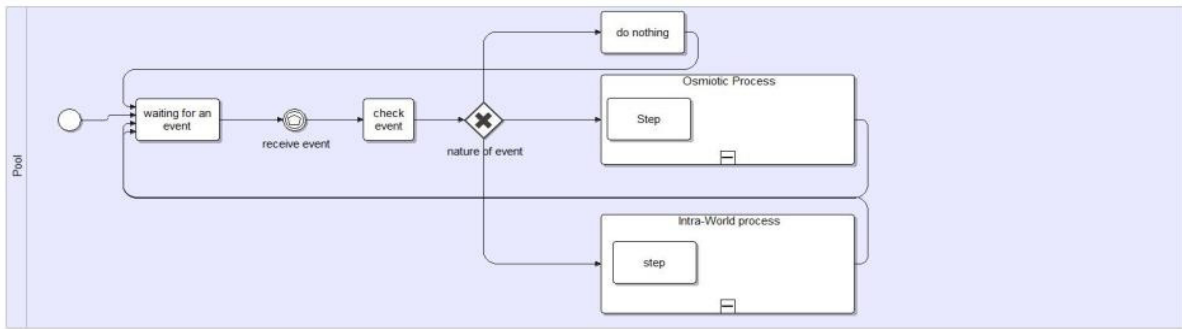 do nothing
Osmiotic Process
waiting for an
event
check
event
Step
receive event
nature of event
Pool
Intra-World process
step